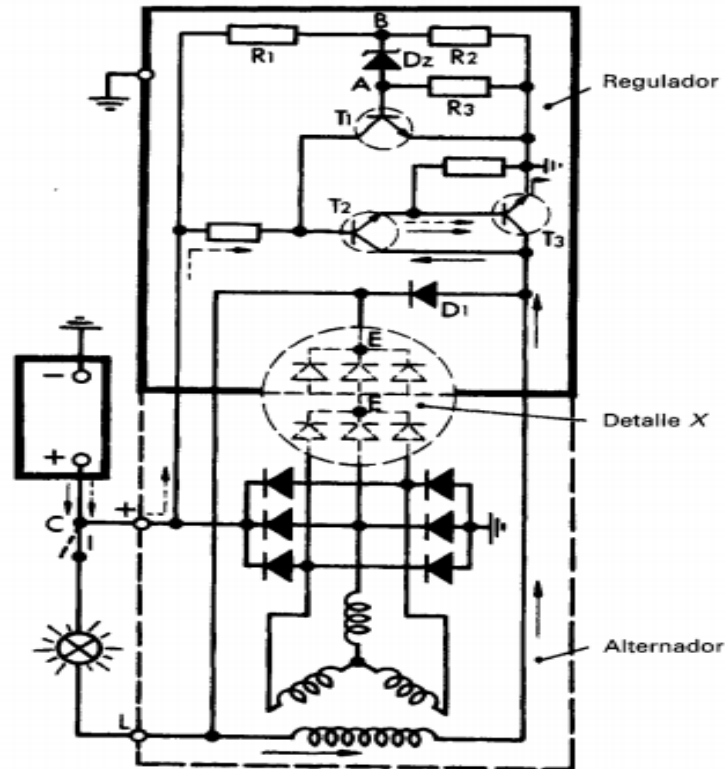 B
R1
R2
Dz
A
R3
Regulador
T1
T2
T3
D1
E
−
F
Detalle X
+
C
+
I
Alternador
L